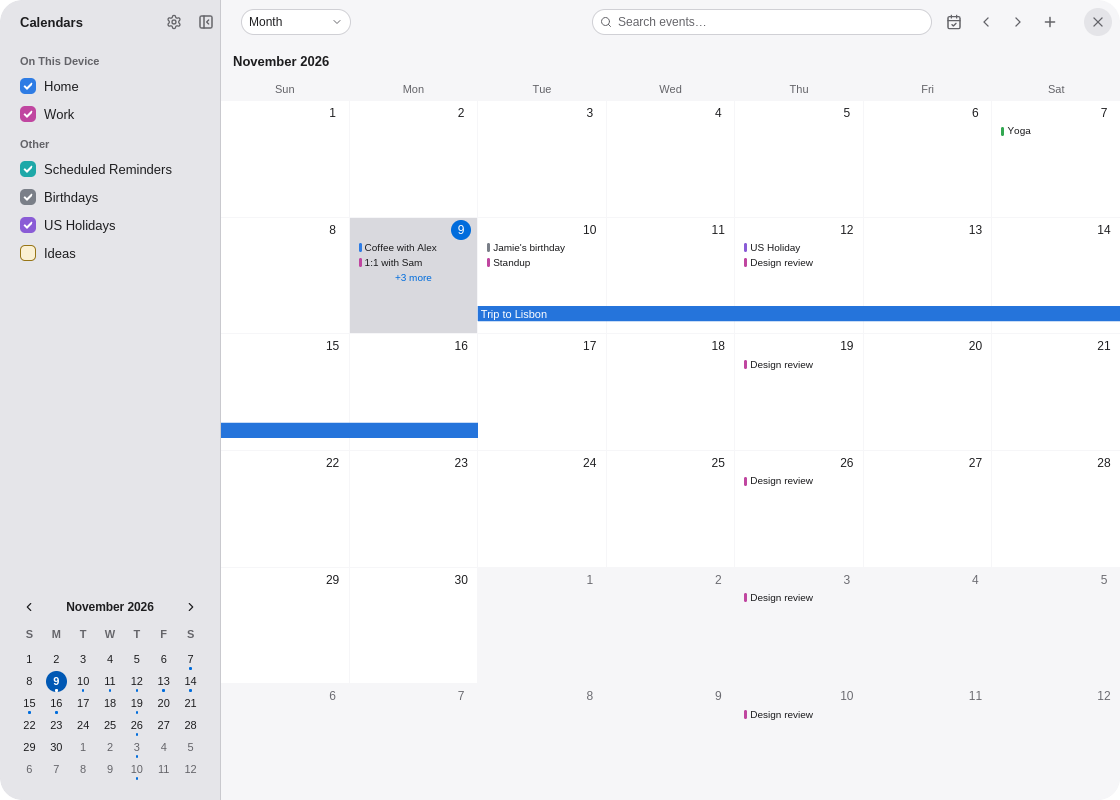 Calendars
Month
Search events…
On This Device
Home
Work
Other
Scheduled Reminders
Birthdays
US Holidays
Ideas
November 2026
Sun Mon Tue Wed Thu Fri Sat
1 2 3 4 5 6 7
Yoga
8 9 10 11 12 13 14
Coffee with Alex Jamie's birthday US Holiday
1:1 with Sam Standup Design review
+3 more
Trip to Lisbon
15 16 17 18 19 20 21
Design review
22 23 24 25 26 27 28
Design review
29 30 1 2 3 4 5
Design review
6 7 8 9 10 11 12
Design review
November 2026
S M T W T F S
1 2 3 4 5 6 7
8 9 10 11 12 13 14
15 16 17 18 19 20 21
22 23 24 25 26 27 28
29 30 1 2 3 4 5
6 7 8 9 10 11 12